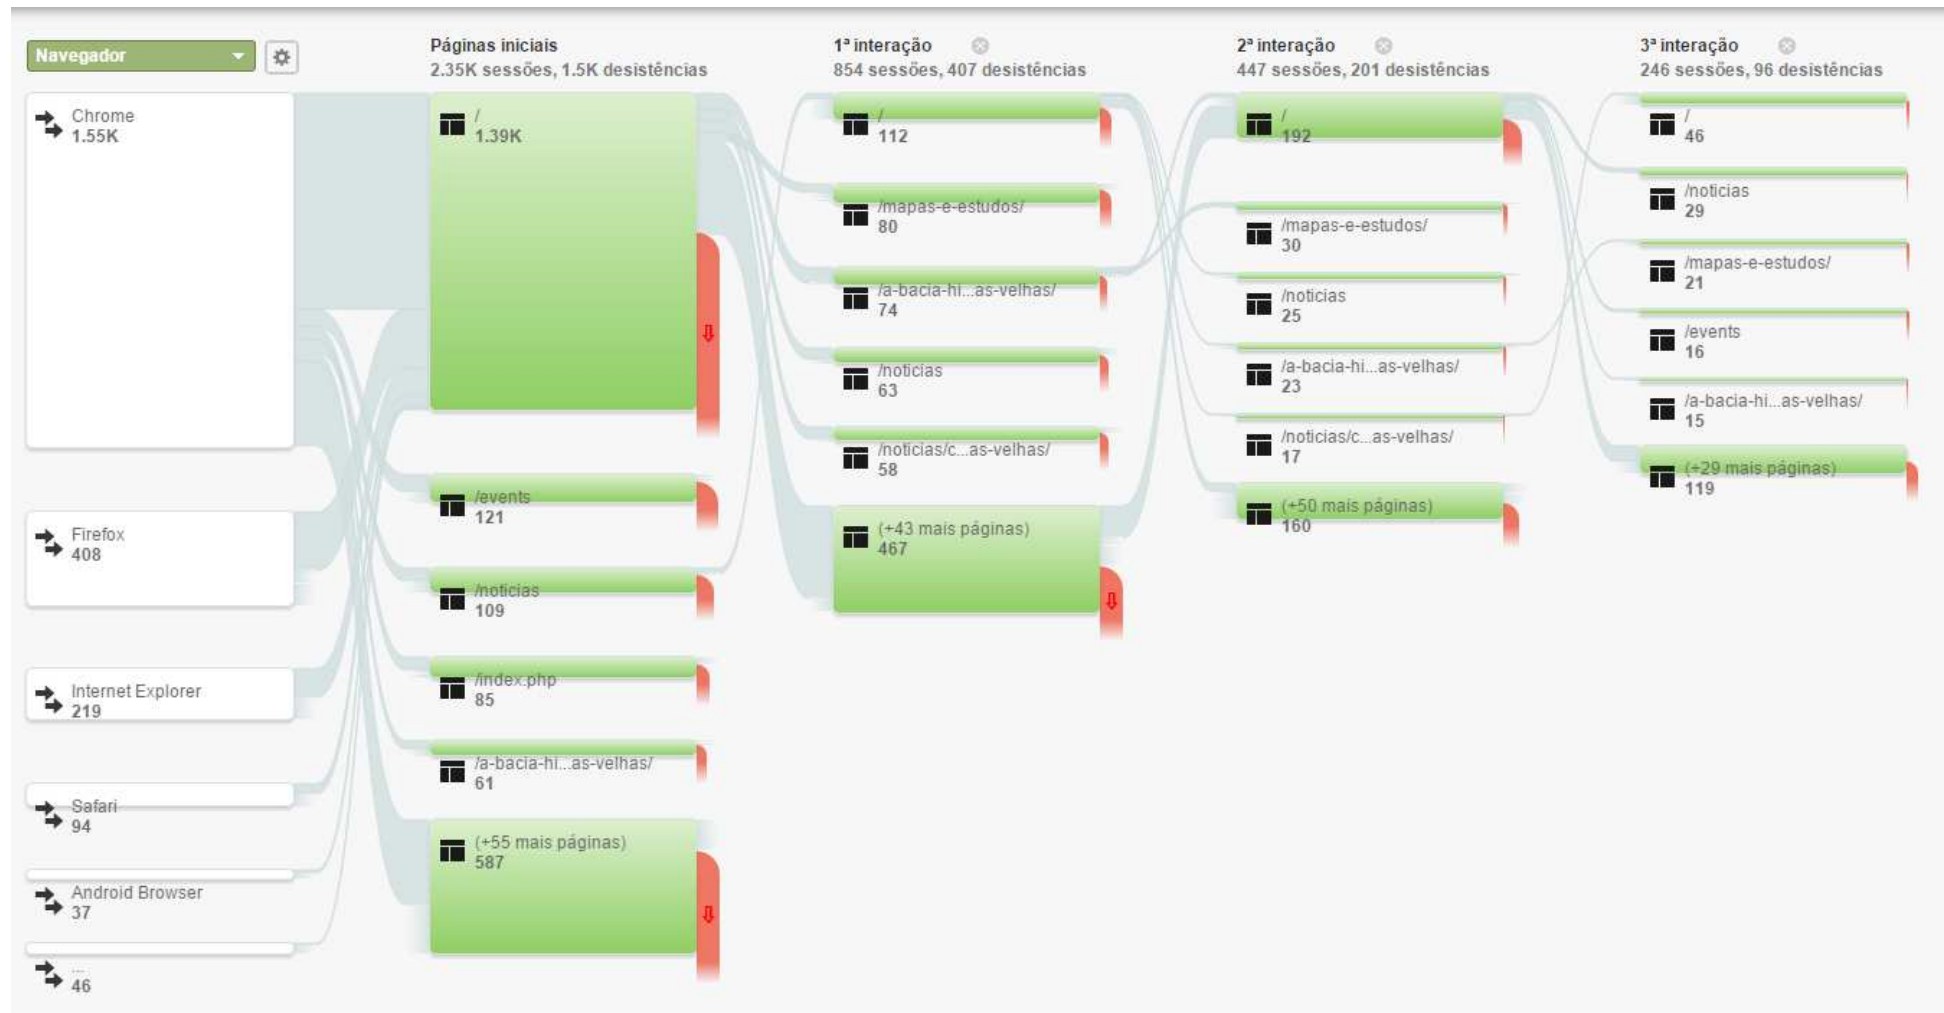 Navegador
Chrome
1.55K
Firefox
408
Internet Explorer
219
Safari
94
Android Browser
37
...
46
Páginas iniciais
2.35K sessões, 1.5K desistências
/
1.39K
/events
121
/noticias
109
/index.php
85
/a-bacia-hi...as-velhas/
61
(+55 mais páginas)
587
1ª interação
854 sessões, 407 desistências
/
112
/mapas-e-estudos/
80
/a-bacia-hi...as-velhas/
74
/noticias
63
/noticias/c...as-velhas/
58
(+43 mais páginas)
467
2ª interação
447 sessões, 201 desistências
/
192
/mapas-e-estudos/
30
/noticias
25
/a-bacia-hi...as-velhas/
23
/noticias/c...as-velhas/
17
(+50 mais páginas)
160
3ª interação
246 sessões, 96 desistências
/
46
/noticias
29
/mapas-e-estudos/
21
/events
16
/a-bacia-hi...as-velhas/
15
(+29 mais páginas)
119